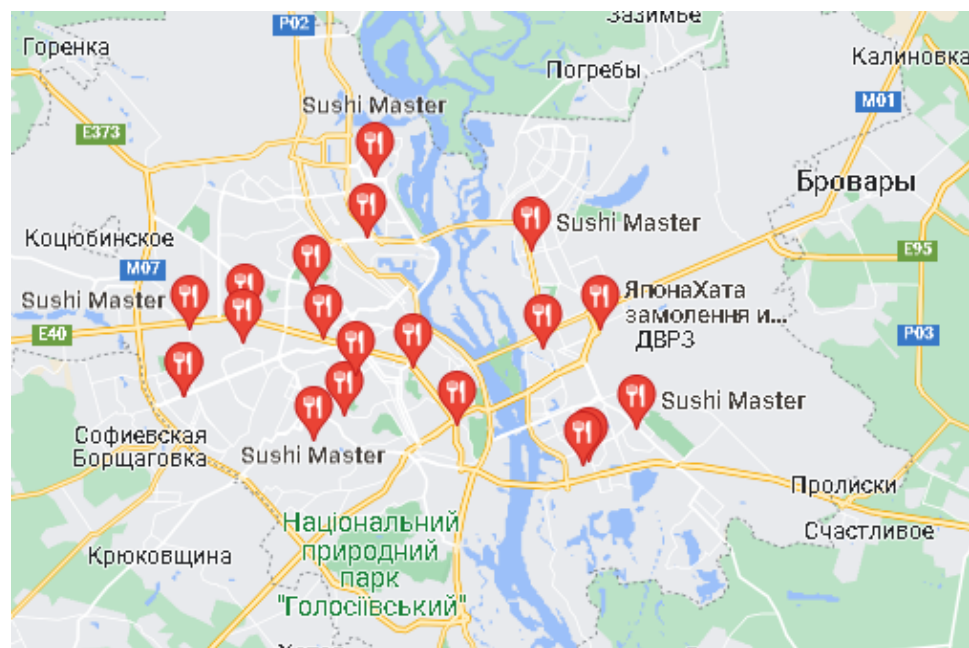 P02
Зазимье
Горенка
Погребы
Калиновка
M01
Sushi Master
E373
Бровары
Sushi Master
Коцюбинское
E95
M07
Sushi Master
ЯпонаХата
замолення и...
ДВРЗ
E40
P03
Sushi Master
Софиевская
Борщаговка
Sushi Master
Пролиски
Національний
природний
парк
"Голосіївський"
Счастливое
Крюковщина